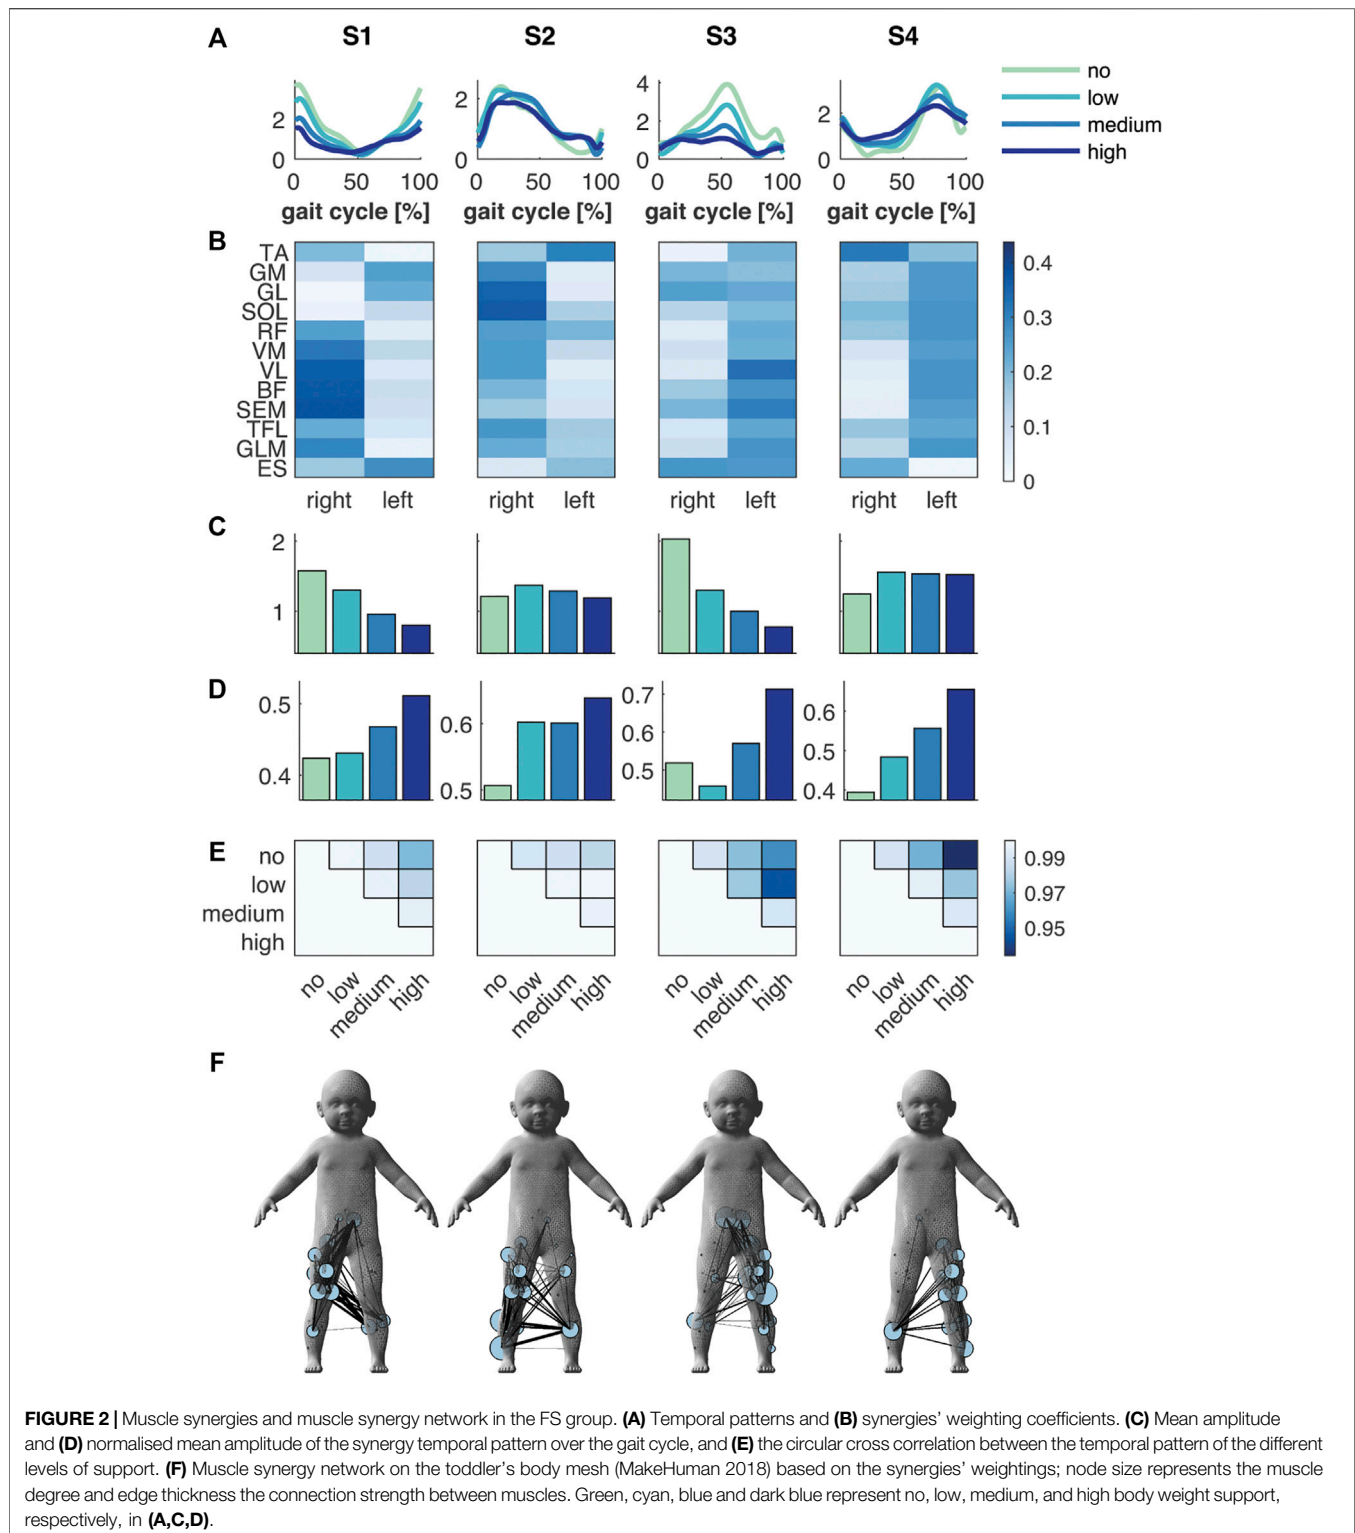 A S1 S2 S3 S4
no
low
medium
high
2
0
2
0
4
2
0
2
0
0 50 100 0 50 100 0 50 100 0 50 100
gait cycle [%] gait cycle [%] gait cycle [%] gait cycle [%]
B
TA
GM
GL
SOL
RF
VM
VL
BF
SEM
TFL
GLM
ES
0.4
0.3
0.2
0.1
0
right left right left right left right left
C
2
1
D
0.5
0.4
0.6
0.5
0.7
0.6
0.5
0.6
0.5
0.4
E
no
low
medium
high
0.99
0.97
0.95
no low medium high no low medium high no low medium high no low medium high
F
FIGURE 2 | Muscle synergies and muscle synergy network in the FS group. (A) Temporal patterns and (B) synergies' weighting coefficients. (C) Mean amplitude
and (D) normalised mean amplitude of the synergy temporal pattern over the gait cycle, and (E) the circular cross correlation between the temporal pattern of the different
levels of support. (F) Muscle synergy network on the toddler's body mesh (MakeHuman 2018) based on the synergies' weightings; node size represents the muscle
degree and edge thickness the connection strength between muscles. Green, cyan, blue and dark blue represent no, low, medium, and high body weight support,
respectively, in (A,C,D).